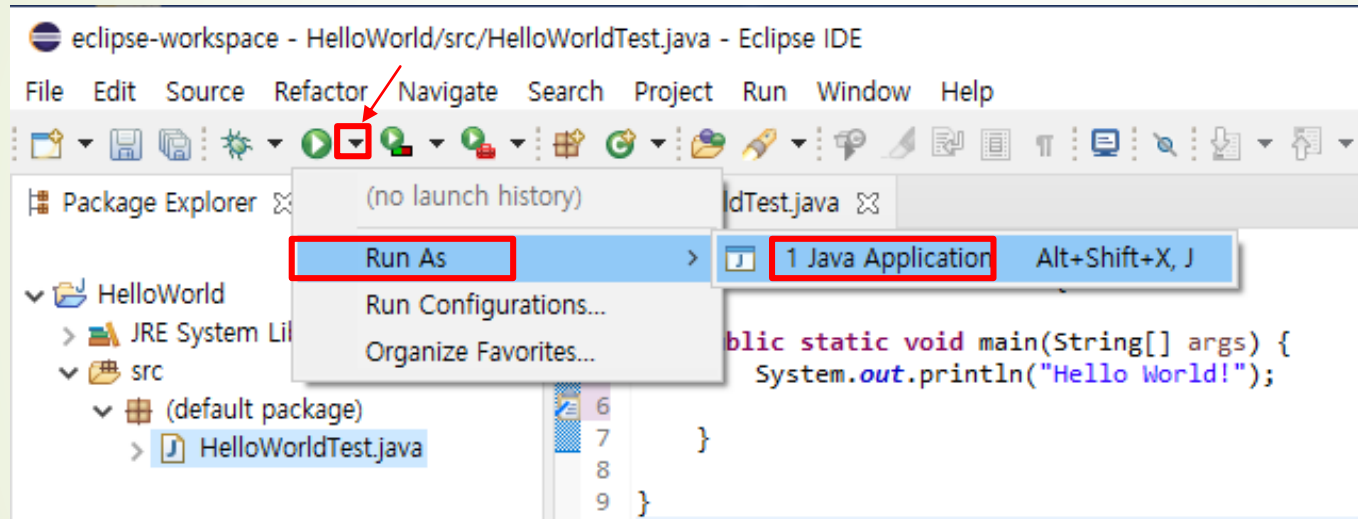 eclipse-workspace - HelloWorld/src/HelloWorldTest.java - Eclipse IDE
File Edit Source Refactor Navigate Search Project Run Window Help
Package Explorer
ldTest.java
(no launch history)
Run As
1 Java Application Alt+Shift+X, J
Run Configurations...
Organize Favorites...
HelloWorld
JRE System Li
src
(default package)
HelloWorldTest.java
{
blic static void main(String[] args) {
System.out.println("Hello World!");
6
7 }
8
9 }